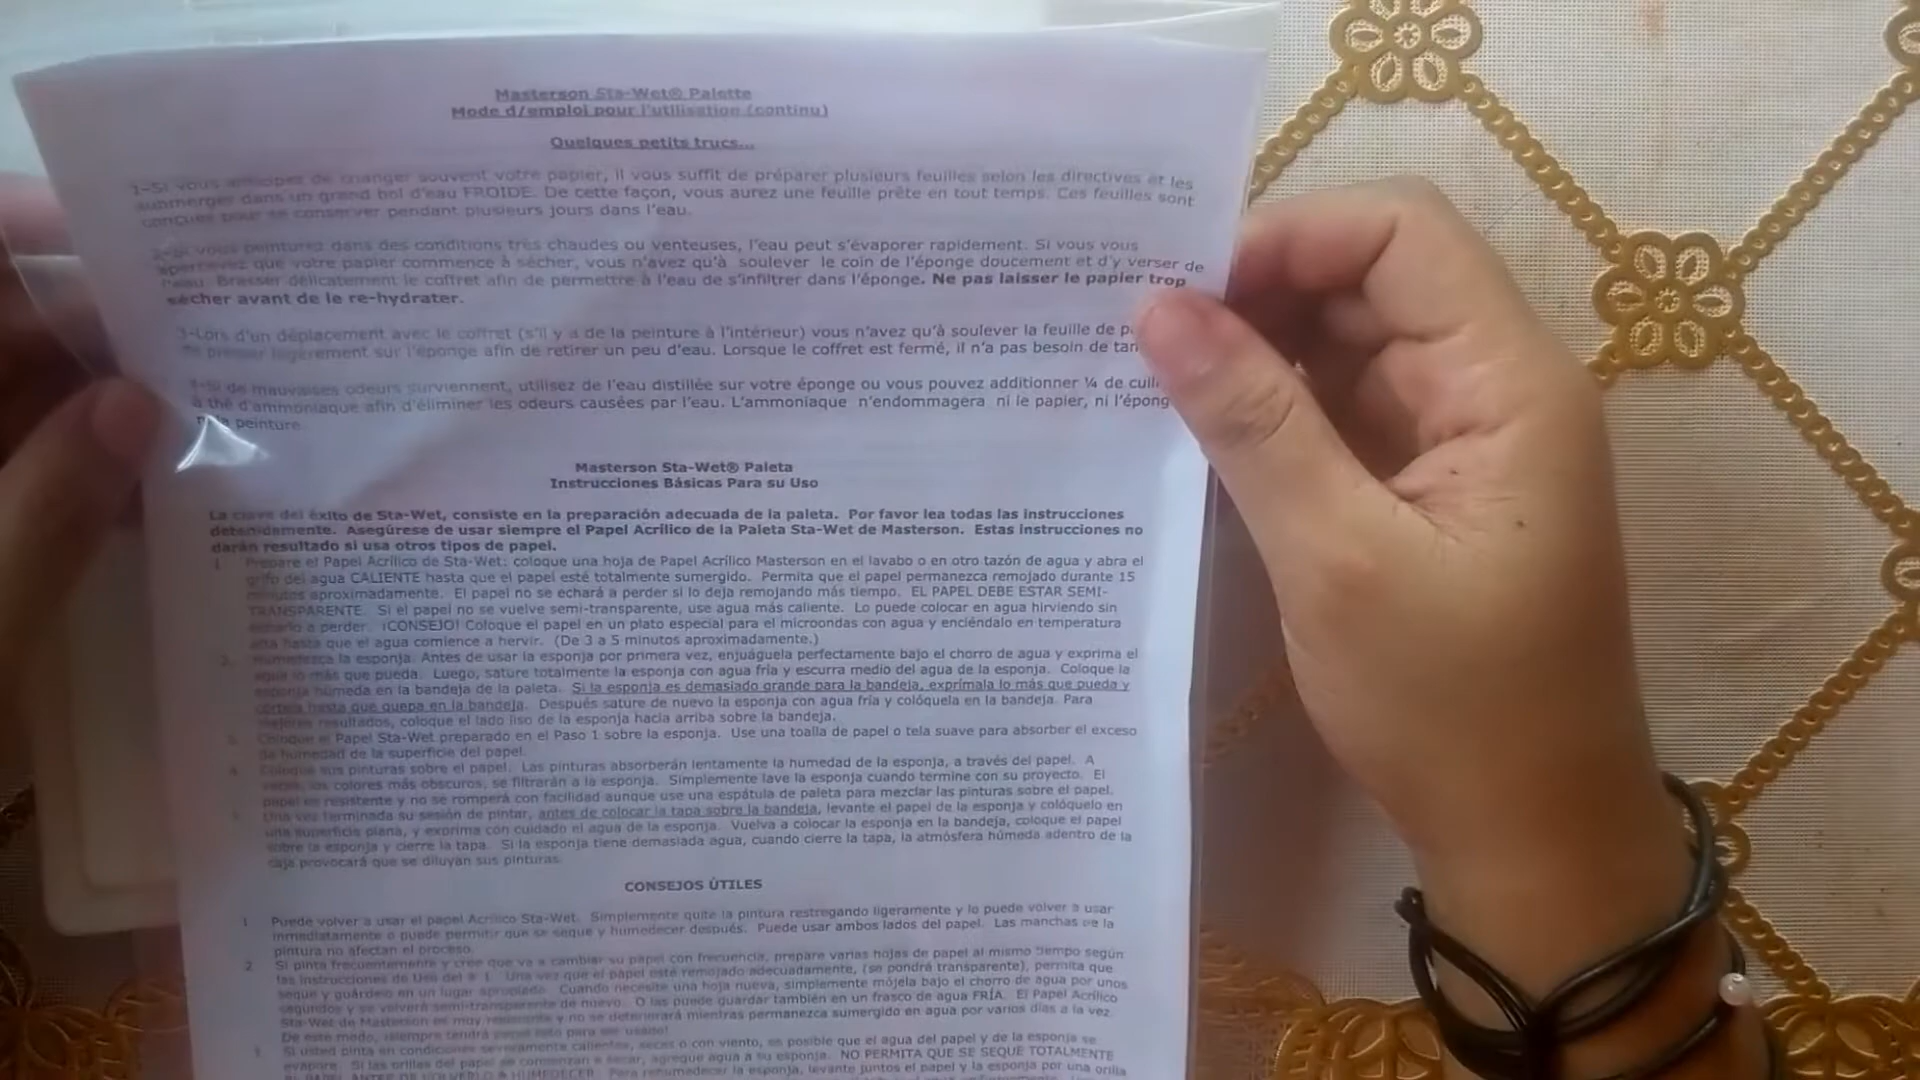 Masterson Sta-Wet® Palette
Mode d/emploi pour l'utilisation (continu)
Quelques petits trucs...
1-Si vous anticipez de changer souvent votre papier, il vous suffit de préparer plusieurs feuilles selon les directives et les
submerger dans un grand bol d'eau FROIDE. De cette façon, vous aurez une feuille prête en tout temps. Ces feuilles sont
conçues pour se conserver pendant plusieurs jours dans l'eau.
2-Si vous peinturez dans des conditions très chaudes ou venteuses, l'eau peut s'évaporer rapidement. Si vous vous
apercevez que votre papier commence à sécher, vous n'avez qu'à soulever le coin de l'éponge doucement et d'y verser de
l'eau. Brasser délicatement le coffret afin de permettre à l'eau de s'infiltrer dans l'éponge. Ne pas laisser le papier trop
sécher avant de le re-hydrater.
3-Lors d'un déplacement avec le coffret (s'il y a de la peinture à l'intérieur) vous n'avez qu'à soulever la feuille de
de presser légèrement sur l'éponge afin de retirer un peu d'eau. Lorsque le coffret est fermé, il n'a pas besoin de
4-Si de mauvaises odeurs surviennent, utilisez de l'eau distillée sur votre éponge ou vous pouvez additionner ¼ de
à thé d'ammoniaque afin d'éliminer les odeurs causées par l'eau. L'ammoniaque n'endommagera ni le papier, ni
peinture.
Masterson Sta-Wet® Paleta
Instrucciones Básicas Para su Uso
La clave del éxito de Sta-Wet, consiste en la preparación adecuada de la paleta. Por favor lea todas las instrucciones
detenidamente. Asegúrese de usar siempre el Papel Acrílico de la Paleta Sta-Wet de Masterson. Estas instrucciones no
darán resultado si usa otros tipos de papel.
1. Prepare el Papel Acrílico de Sta-Wet: coloque una hoja de Papel Acrílico Masterson en el lavabo o en otro tazón de agua y abra el
grifo del agua CALIENTE hasta que el papel esté totalmente sumergido. Permita que el papel permanezca remojado durante 15
minutos aproximadamente. El papel no se echará a perder si lo deja remojando más tiempo. EL PAPEL DEBE ESTAR SEMI-
TRANSPARENTE. Si el papel no se vuelve semi-transparente, use agua más caliente. Lo puede colocar en agua hirviendo sin
echarlo a perder. ¡CONSEJO! Coloque el papel en un plato especial para el microondas con agua y enciéndalo en temperatura
alta hasta que el agua comience a hervir. (De 3 a 5 minutos aproximadamente.)
2. Humedezca la esponja. Antes de usar la esponja por primera vez, enjuáguela perfectamente bajo el chorro de agua y exprima el
agua lo más que pueda. Luego, sature totalmente la esponja con agua fría y escurra medio del agua de la esponja. Coloque la
esponja húmeda en la bandeja de la paleta. Si la esponja es demasiado grande para la bandeja, exprímala lo más que pueda y
córtela hasta que quepa en la bandeja. Después sature de nuevo la esponja con agua fría y colóquela en la bandeja. Para
mejores resultados, coloque el lado liso de la esponja hacia arriba sobre la bandeja.
3. Coloque el Papel Sta-Wet preparado en el Paso 1 sobre la esponja. Use una toalla de papel o tela suave para absorber el exceso
de humedad de la superficie del papel.
4. Coloque sus pinturas sobre el papel. Las pinturas absorberán lentamente la humedad de la esponja, a través del papel. A
veces, los colores más obscuros, se filtrarán a la esponja. Simplemente lave la esponja cuando termine con su proyecto. El
papel es resistente y no se romperá con facilidad aunque use una espátula de paleta para mezclar las pinturas sobre el papel.
5. Una vez terminada su sesión de pintar, antes de colocar la tapa sobre la bandeja, levante el papel de la esponja y colóquelo en
una superficie plana, y exprima con cuidado el agua de la esponja. Vuelva a colocar la esponja en la bandeja, coloque el papel
sobre la esponja y cierre la tapa. Si la esponja tiene demasiada agua, cuando cierre la tapa, la atmósfera húmeda adentro de la
caja provocará que se diluyan sus pinturas.
CONSEJOS ÚTILES
1 Puede volver a usar el papel Acrílico Sta-Wet. Simplemente quite la pintura restregando ligeramente y lo puede volver a usar
inmediatamente o puede permitir que se seque y humedecer después. Puede usar ambos lados del papel. Las manchas de la
pintura no afectan el proceso.
2 Si pinta frecuentemente y cree que va a cambiar su papel con frecuencia, prepare varias hojas de papel al mismo tiempo según
las instrucciones de Uso del # 1. Una vez que el papel esté remojado adecuadamente, (se pondrá transparente), permita que
seque y guárdelo en un lugar apropiado. Cuando necesite una hoja nueva, simplemente mójela bajo el chorro de agua por unos
segundos y se volverá semi-transparente de nuevo. O las puede guardar también en un frasco de agua FRÍA. El Papel Acrílico
Sta-Wet de Masterson es muy resistente y no se deteriorará mientras permanezca sumergido en agua por varios días a la vez.
De este modo, ¡siempre tendrá papel listo para ser usado!
3 Si usted pinta en condiciones severamente calientes, secas o con viento, es posible que el agua del papel y de la esponja se
evapore. Si las orillas del papel se comienzan a secar, agregue agua a su esponja. NO PERMITA QUE SE SEQUE TOTALMENTE
EL PAPEL ANTES DE VOLVERLO A HUMEDECER. Para rehumedecer la esponja, levante juntos el papel y la esponja por una orilla